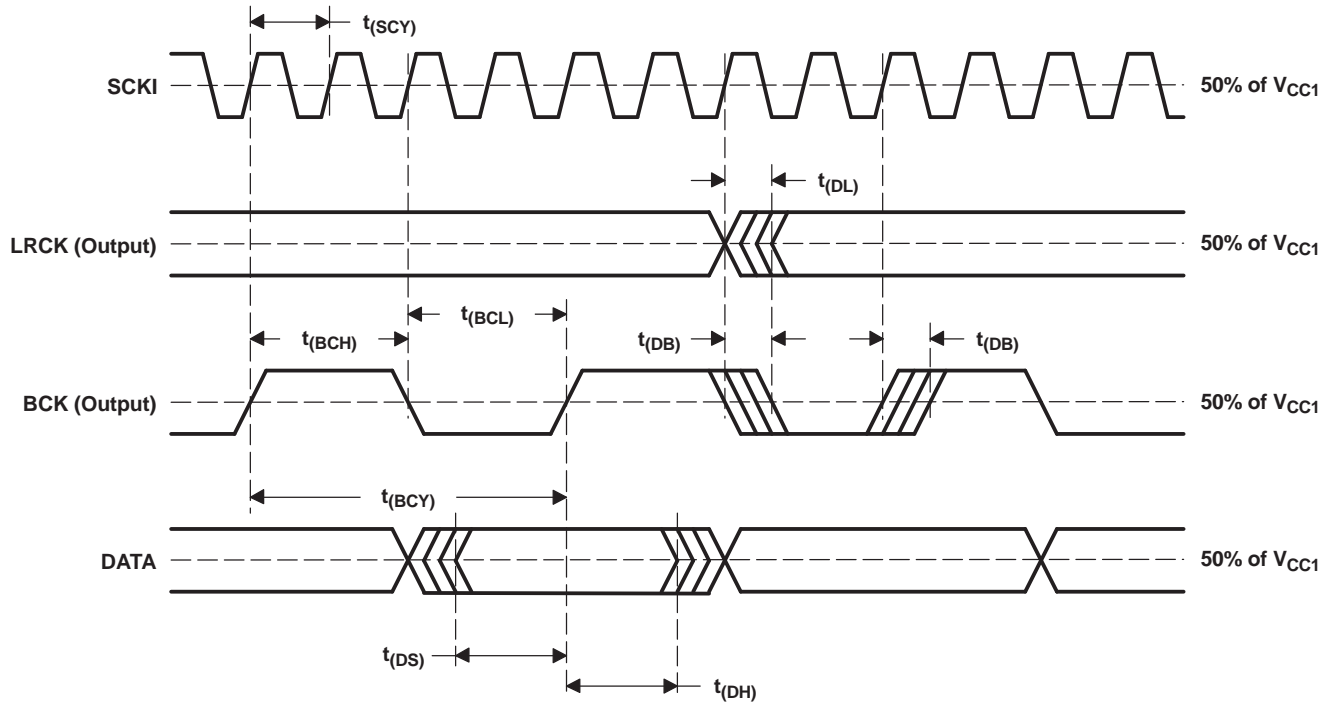 t(SCY)
SCKI
50% of VCC1
t(DL)
LRCK (Output)
50% of VCC1
t(BCL)
t(BCH)
t(DB)
t(DB)
BCK (Output)
50% of VCC1
t(BCY)
DATA
50% of VCC1
t(DS)
t(DH)